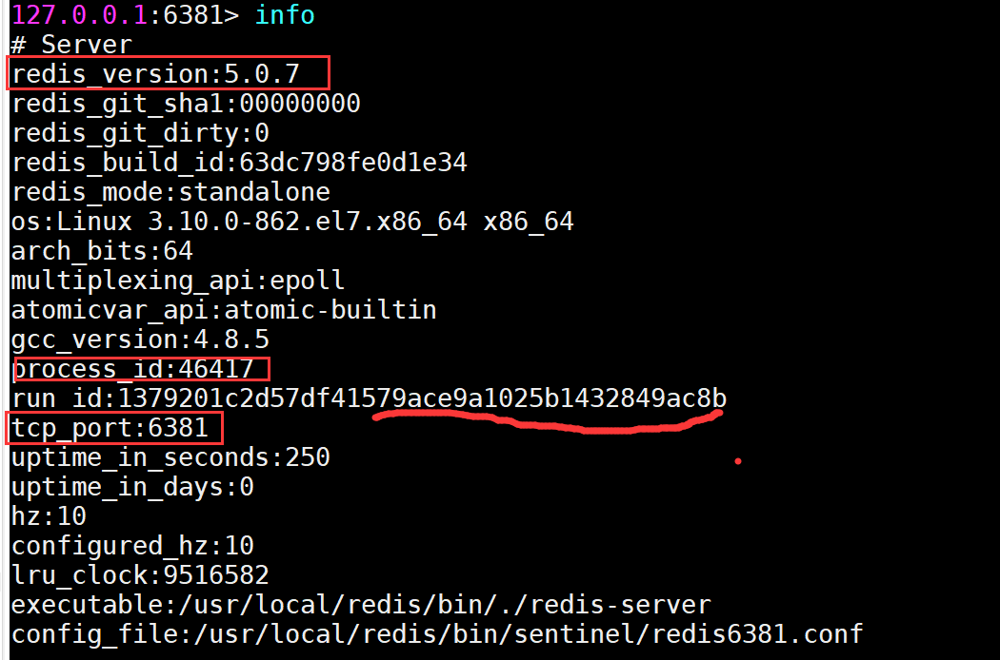 127.0.0.1:6381> info
# Server
redis_version:5.0.7
redis_git_sha1:00000000
redis_git_dirty:0
redis_build_id:63dc798fe0d1e34
redis_mode:standalone
os:Linux 3.10.0-862.el7.x86_64 x86_64
arch_bits:64
multiplexing_api:epoll
atomicvar_api:atomic-builtin
gcc_version:4.8.5
process_id:46417
run_id:1379201c2d57df41579ace9a1025b1432849ac8b
tcp_port:6381
uptime_in_seconds:250
uptime_in_days:0
hz:10
configured_hz:10
lru_clock:9516582
executable:/usr/local/redis/bin/./redis-server
config_file:/usr/local/redis/bin/sentinel/redis6381.conf